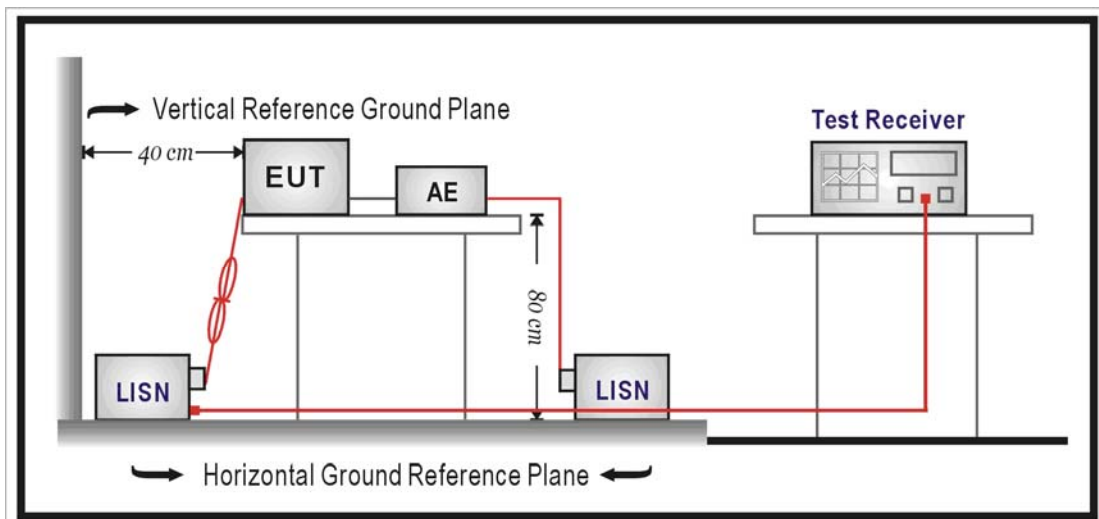 Vertical Reference Ground Plane
40 cm
EUT
AE
Test Receiver
80 cm
LISN
LISN
Horizontal Ground Reference Plane